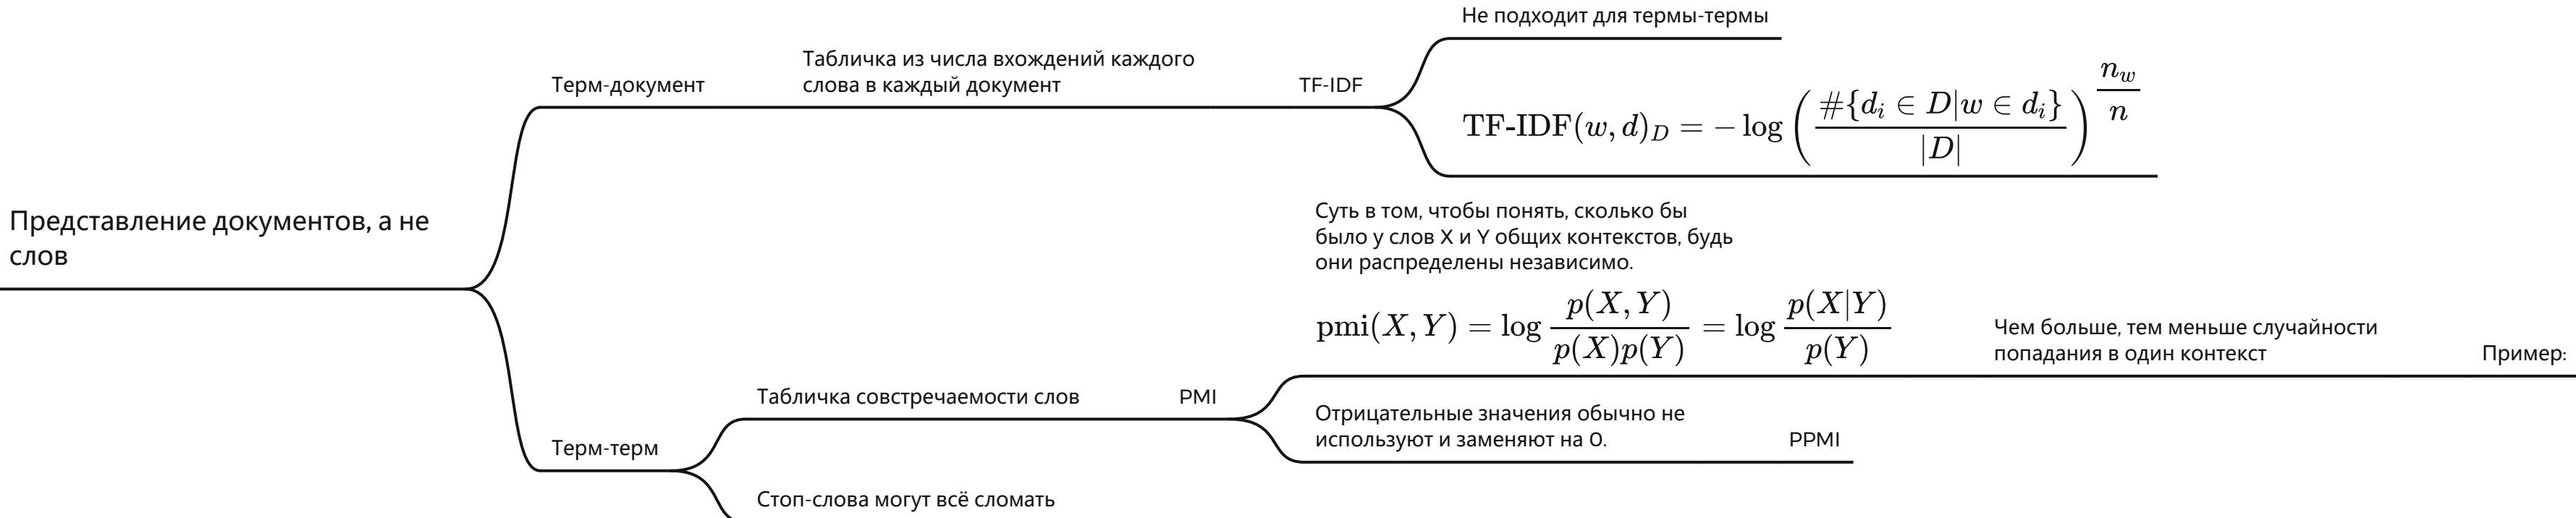 Представление документов, а не
слов
Терм-документ
Табличка из числа вхождений каждого
слова в каждый документ
TF-IDF
Не подходит для термы-термы
TF-IDF(w, d)_D = − log ( #{d_i ∈ D|w ∈ d_i} / |D| )^{n_w / n}
Терм-терм
Табличка совстречаемости слов
PMI
Суть в том, чтобы понять, сколько бы
было у слов X и Y общих контекстов, будь
они распределены независимо.
pmi(X, Y) = log p(X, Y) / p(X)p(Y) = log p(X|Y) / p(Y)
Чем больше, тем меньше случайности
попадания в один контекст
Пример:
Отрицательные значения обычно не
используют и заменяют на 0.
PPMI
Стоп-слова могут всё сломать